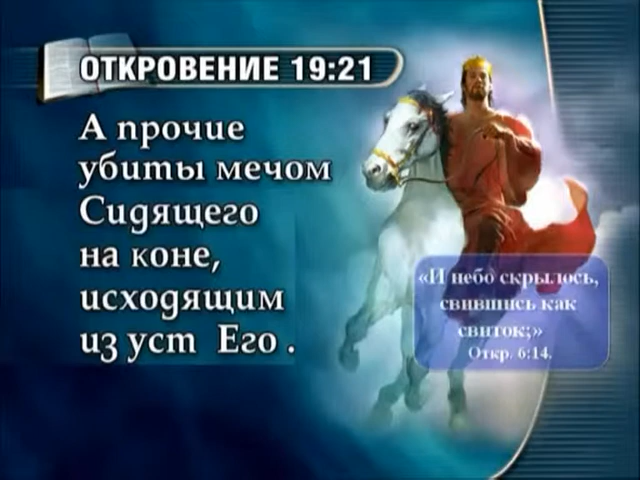 ОТКРОВЕНИЕ 19:21
А прочие
убиты мечом
Сидящего
на коне,
исходящим
из уст Его .
«И небо скрылось,
свившись как
свиток;»
Откр. 6:14.